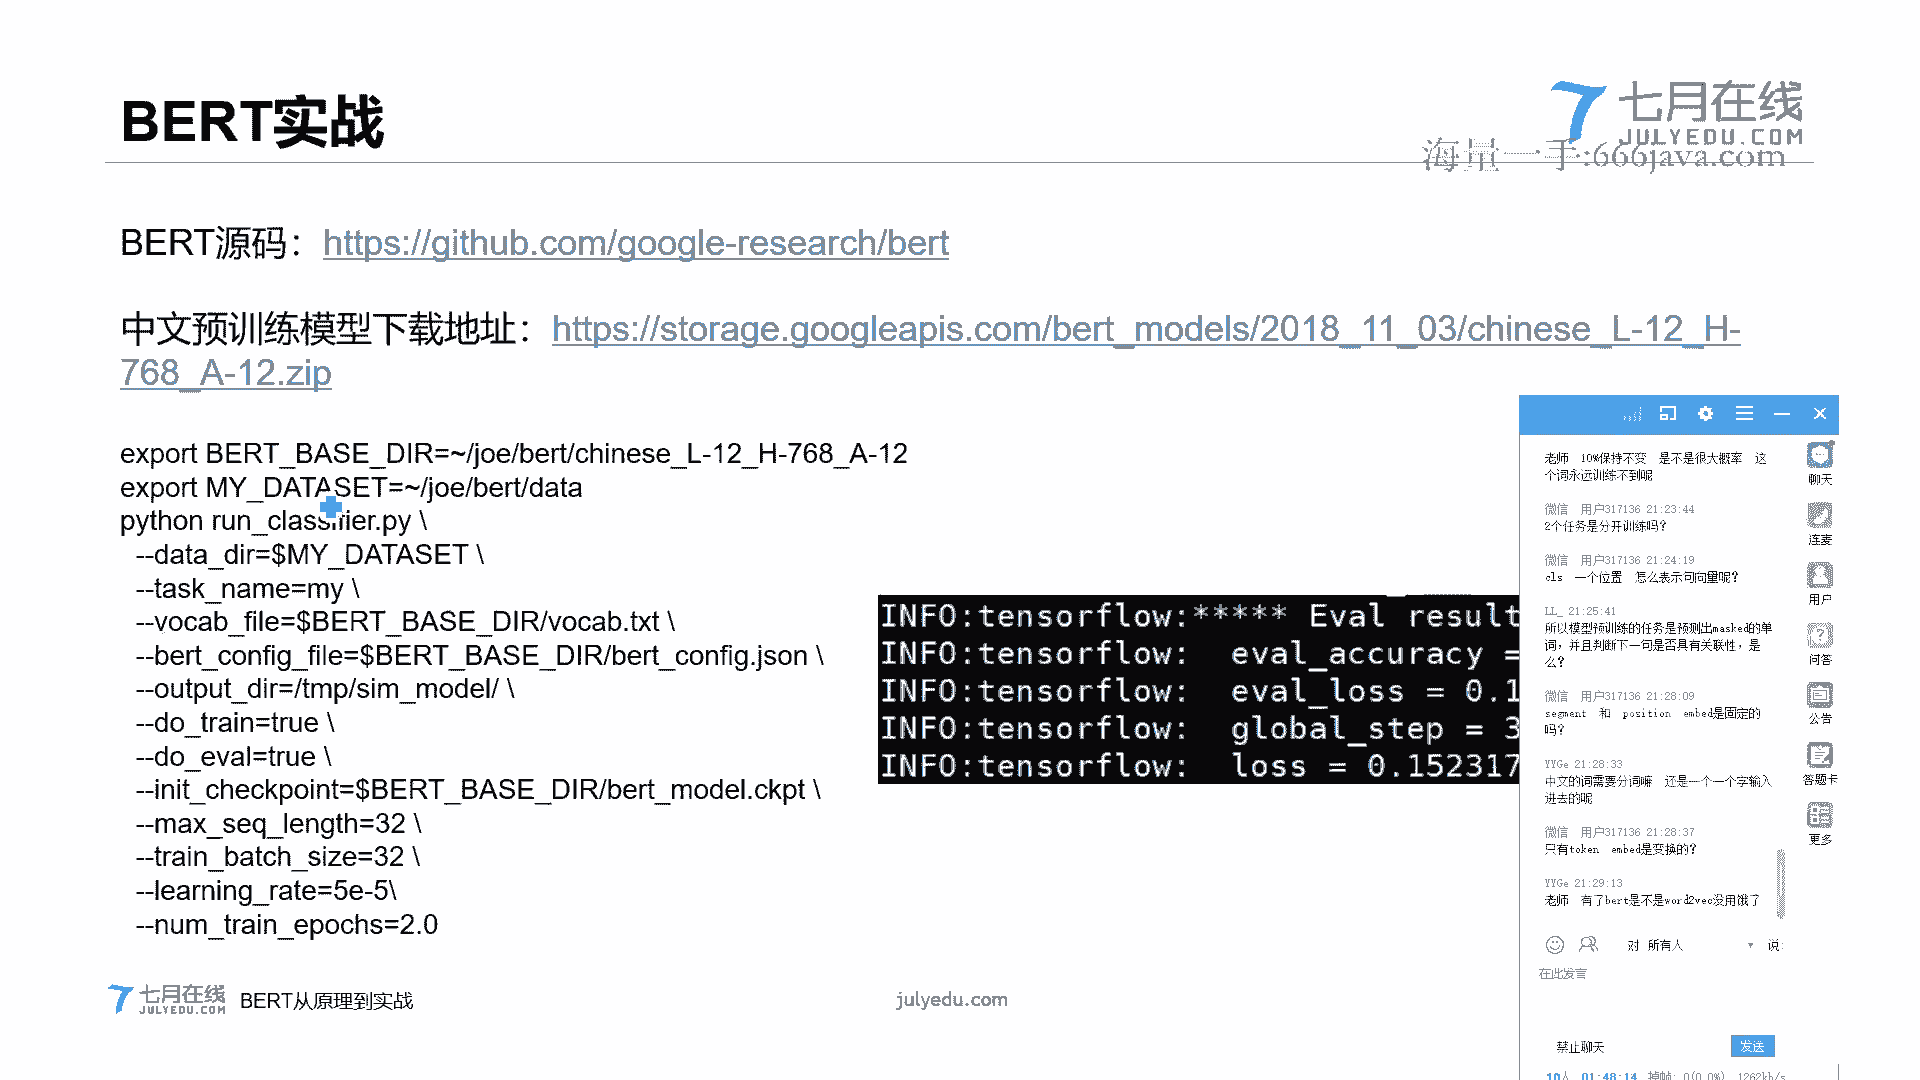 BERT实战
七月在线
JULYEDU.COM
海量一手:666java.com
BERT源码：https://github.com/google-research/bert
中文预训练模型下载地址：https://storage.googleapis.com/bert_models/2018_11_03/chinese_L-12_H-
768_A-12.zip
export BERT_BASE_DIR=~/joe/bert/chinese_L-12_H-768_A-12
export MY_DATASET=~/joe/bert/data
python run_classifier.py \
--data_dir=$MY_DATASET \
--task_name=my \
--vocab_file=$BERT_BASE_DIR/vocab.txt \
--bert_config_file=$BERT_BASE_DIR/bert_config.json \
--output_dir=/tmp/sim_model/ \
--do_train=true \
--do_eval=true \
--init_checkpoint=$BERT_BASE_DIR/bert_model.ckpt \
--max_seq_length=32 \
--train_batch_size=32 \
--learning_rate=5e-5\
--num_train_epochs=2.0
INFO:tensorflow:***** Eval result
INFO:tensorflow: eval_accuracy =
INFO:tensorflow: eval_loss = 0.1
INFO:tensorflow: global_step = 3
INFO:tensorflow: loss = 0.152317
老师 10%保持不变 是不是很大概率 这
个词永远训练不到呢
微信 用户317136 21:23:44
2个任务是分开训练吗?
微信 用户317136 21:24:19
cls 一个位置 怎么表示句向量呢?
LL_ 21:25:41
所以模型预训练的任务是预测出masked的单
词，并且判断下一句是否具有关联性，是
么?
微信 用户317136 21:28:09
segment 和 position embed是固定的
吗?
YYGe 21:28:33
中文的词需要分词嘛 还是一个一个字输入
进去的呢
微信 用户317136 21:28:37
只有token embed是变换的?
YYGe 21:29:13
老师 有了bert是不是word2vec没用饿了
聊天
连麦
用户
问答
公告
答题卡
更多
对 所有人 说:
在此发言
禁止聊天
发送
10人 01:48:14 掉帧: 0(0.0%) 1262kb/s
七月在线
JULYEDU.COM
BERT从原理到实战
julyedu.com